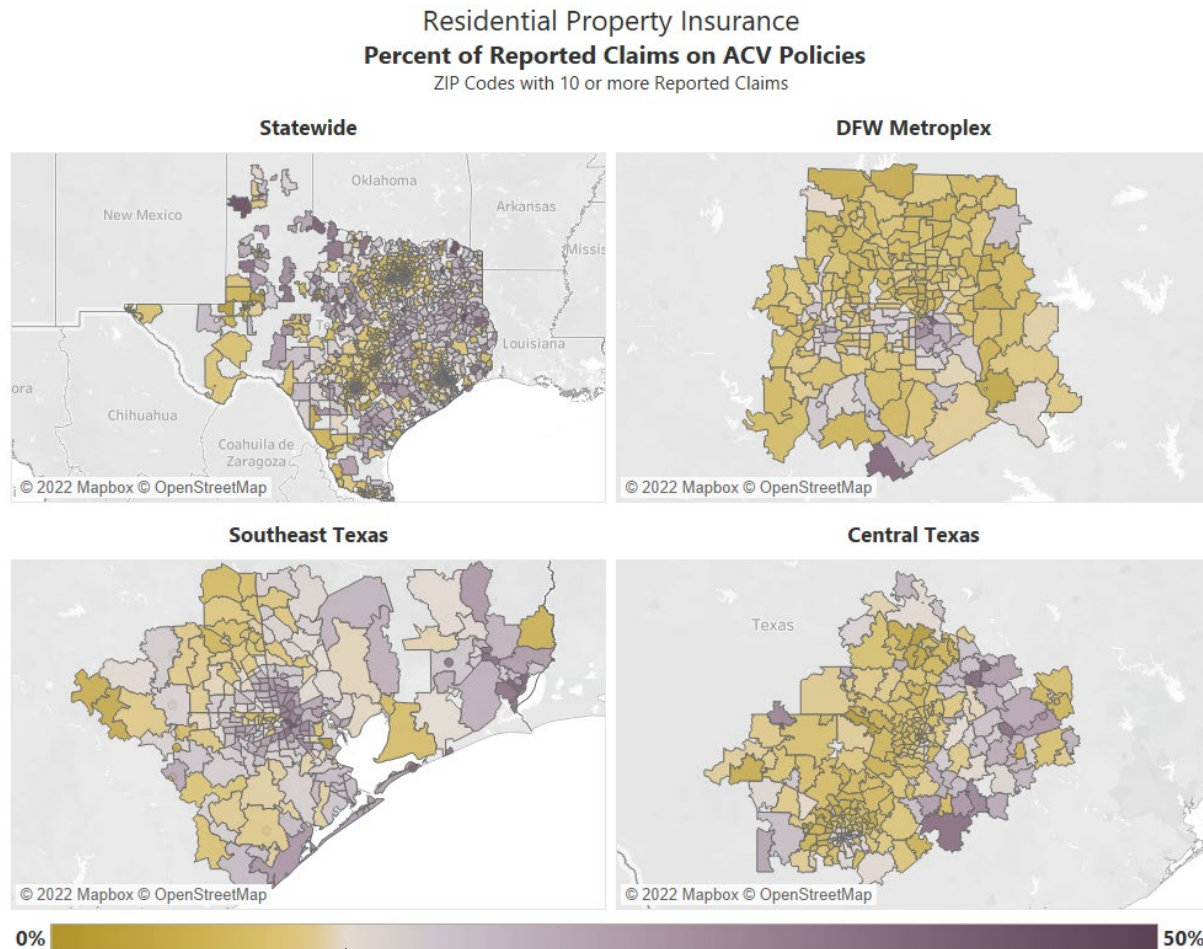 Residential Property Insurance
Percent of Reported Claims on ACV Policies
ZIP Codes with 10 or more Reported Claims
Statewide
DFW Metroplex
Oklahoma
New Mexico
Arkansas
Missis
Louisiana
ora
Chihuahua
Coahuila de
Zaragoza
© 2022 Mapbox © OpenStreetMap
© 2022 Mapbox © OpenStreetMap
Southeast Texas
Central Texas
Texas
© 2022 Mapbox © OpenStreetMap
© 2022 Mapbox © OpenStreetMap
0%
50%